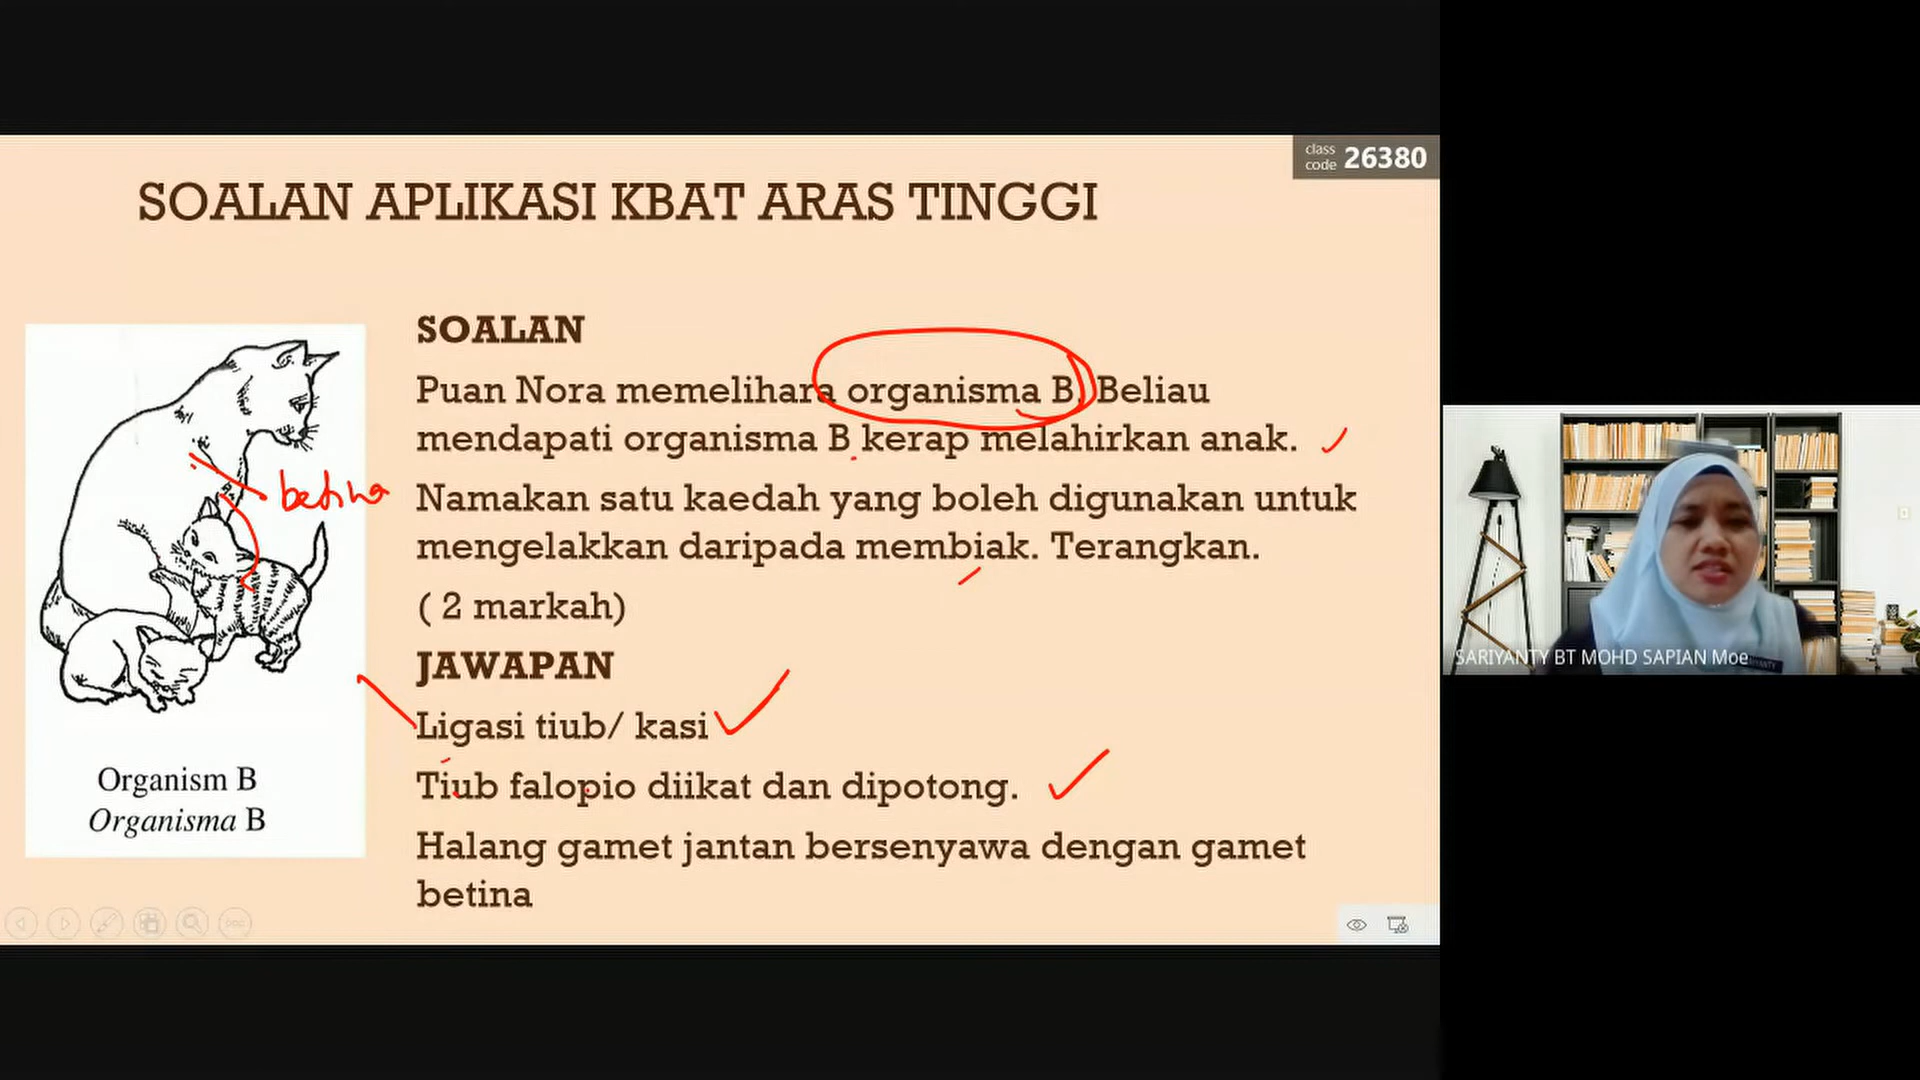 class
code 26380
SOALAN APLIKASI KBAT ARAS TINGGI
SOALAN
Puan Nora memelihara organisma B. Beliau
mendapati organisma B kerap melahirkan anak.
betina
Namakan satu kaedah yang boleh digunakan untuk
mengelakkan daripada membiak. Terangkan.
( 2 markah)
JAWAPAN
Ligasi tiub/ kasi
Tiub falopio diikat dan dipotong.
Halang gamet jantan bersenyawa dengan gamet
betina
Organism B
Organisma B
SARIYANTY BT MOHD SAPIAN Moe